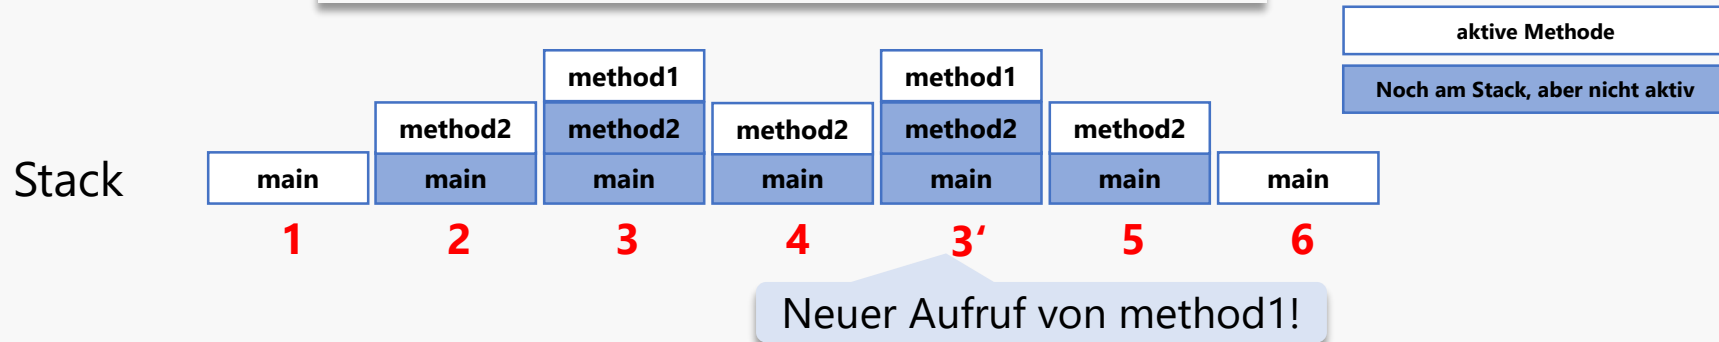 aktive Methode
Noch am Stack, aber nicht aktiv
method1 method1
method2 method2 method2 method2 method2
Stack main main main main main main main
1 2 3 4 3‘ 5 6
Neuer Aufruf von method1!